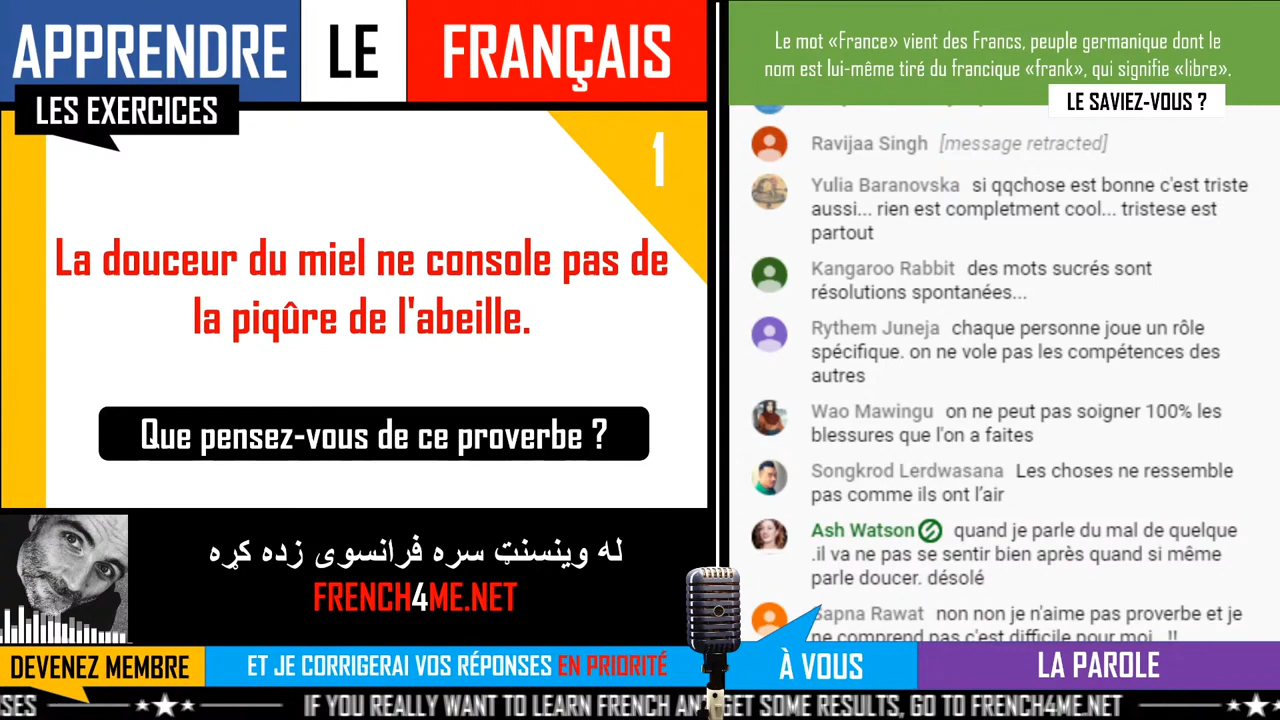 APPRENDRE LE FRANÇAIS
LES EXERCICES
1
La douceur du miel ne console pas de
la piqûre de l'abeille.
Que pensez-vous de ce proverbe ?
له وینسنټ سره فرانسوی زده کړه
FRENCH4ME.NET
DEVENEZ MEMBRE
ET JE CORRIGERAI VOS RÉPONSES EN PRIORITÉ
Le mot «France» vient des Francs, peuple germanique dont le
nom est lui-même tiré du francique «frank», qui signifie «libre».
LE SAVIEZ-VOUS ?
Ravijaa Singh [message retracted]
Yulia Baranovska si qqchose est bonne c'est triste
aussi... rien est completment cool... tristese est
partout
Kangaroo Rabbit des mots sucrés sont
résolutions spontanées...
Rythem Juneja chaque personne joue un rôle
spécifique. on ne vole pas les compétences des
autres
Wao Mawingu on ne peut pas soigner 100% les
blessures que l'on a faites
Songkrod Lerdwasana Les choses ne ressemble
pas comme ils ont l'air
Ash Watson quand je parle du mal de quelque
.il va ne pas se sentir bien après quand si même
parle doucer. désolé
Sapna Rawat non non je n'aime pas proverbe et je
ne comprend pas c'est difficile pour moi
À VOUS
LA PAROLE
SES
IF YOU REALLY WANT TO LEARN FRENCH AN GET SOME RESULTS, GO TO FRENCH4ME.NET